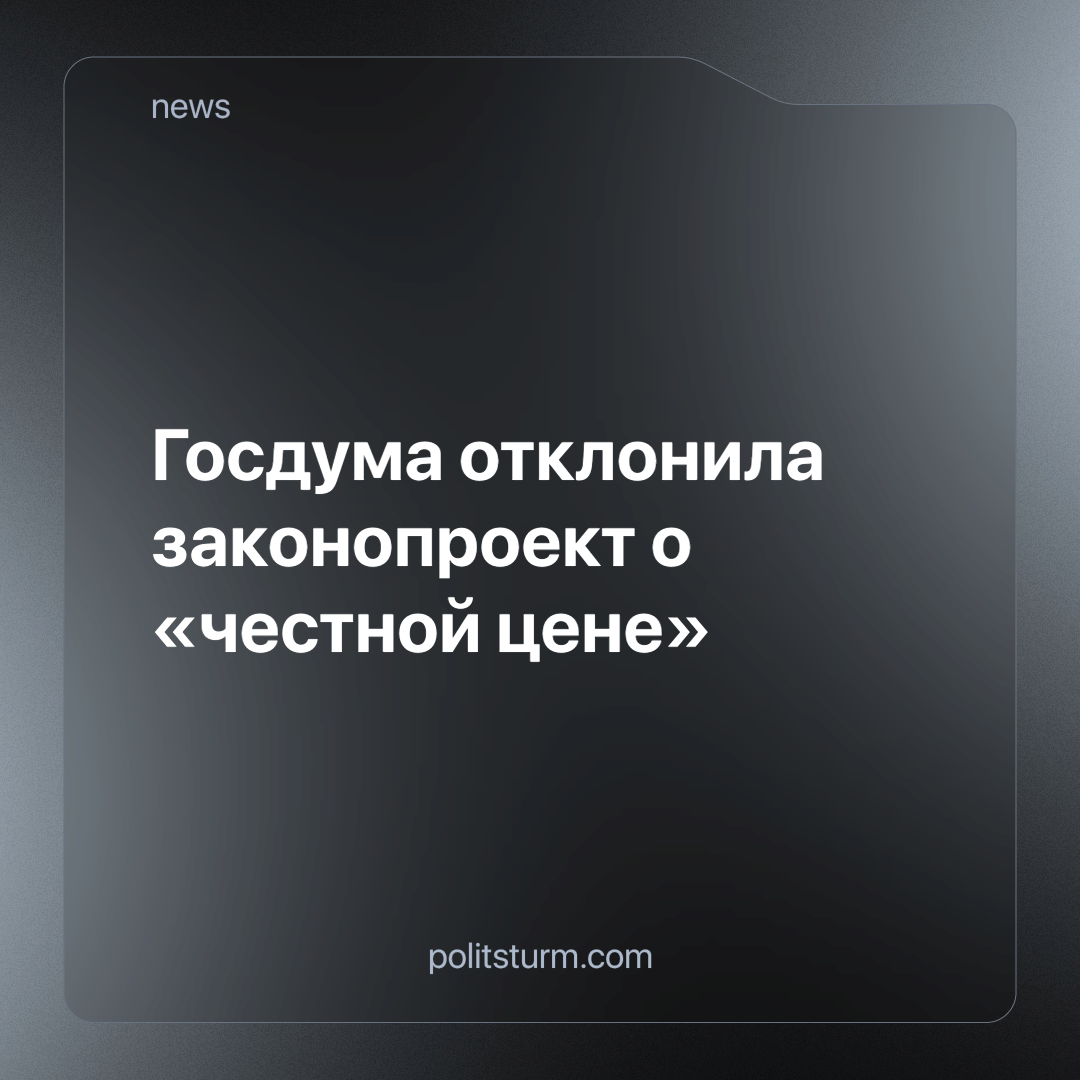 news
Госдума отклонила
законопроект о
«честной цене»
politsturm.com